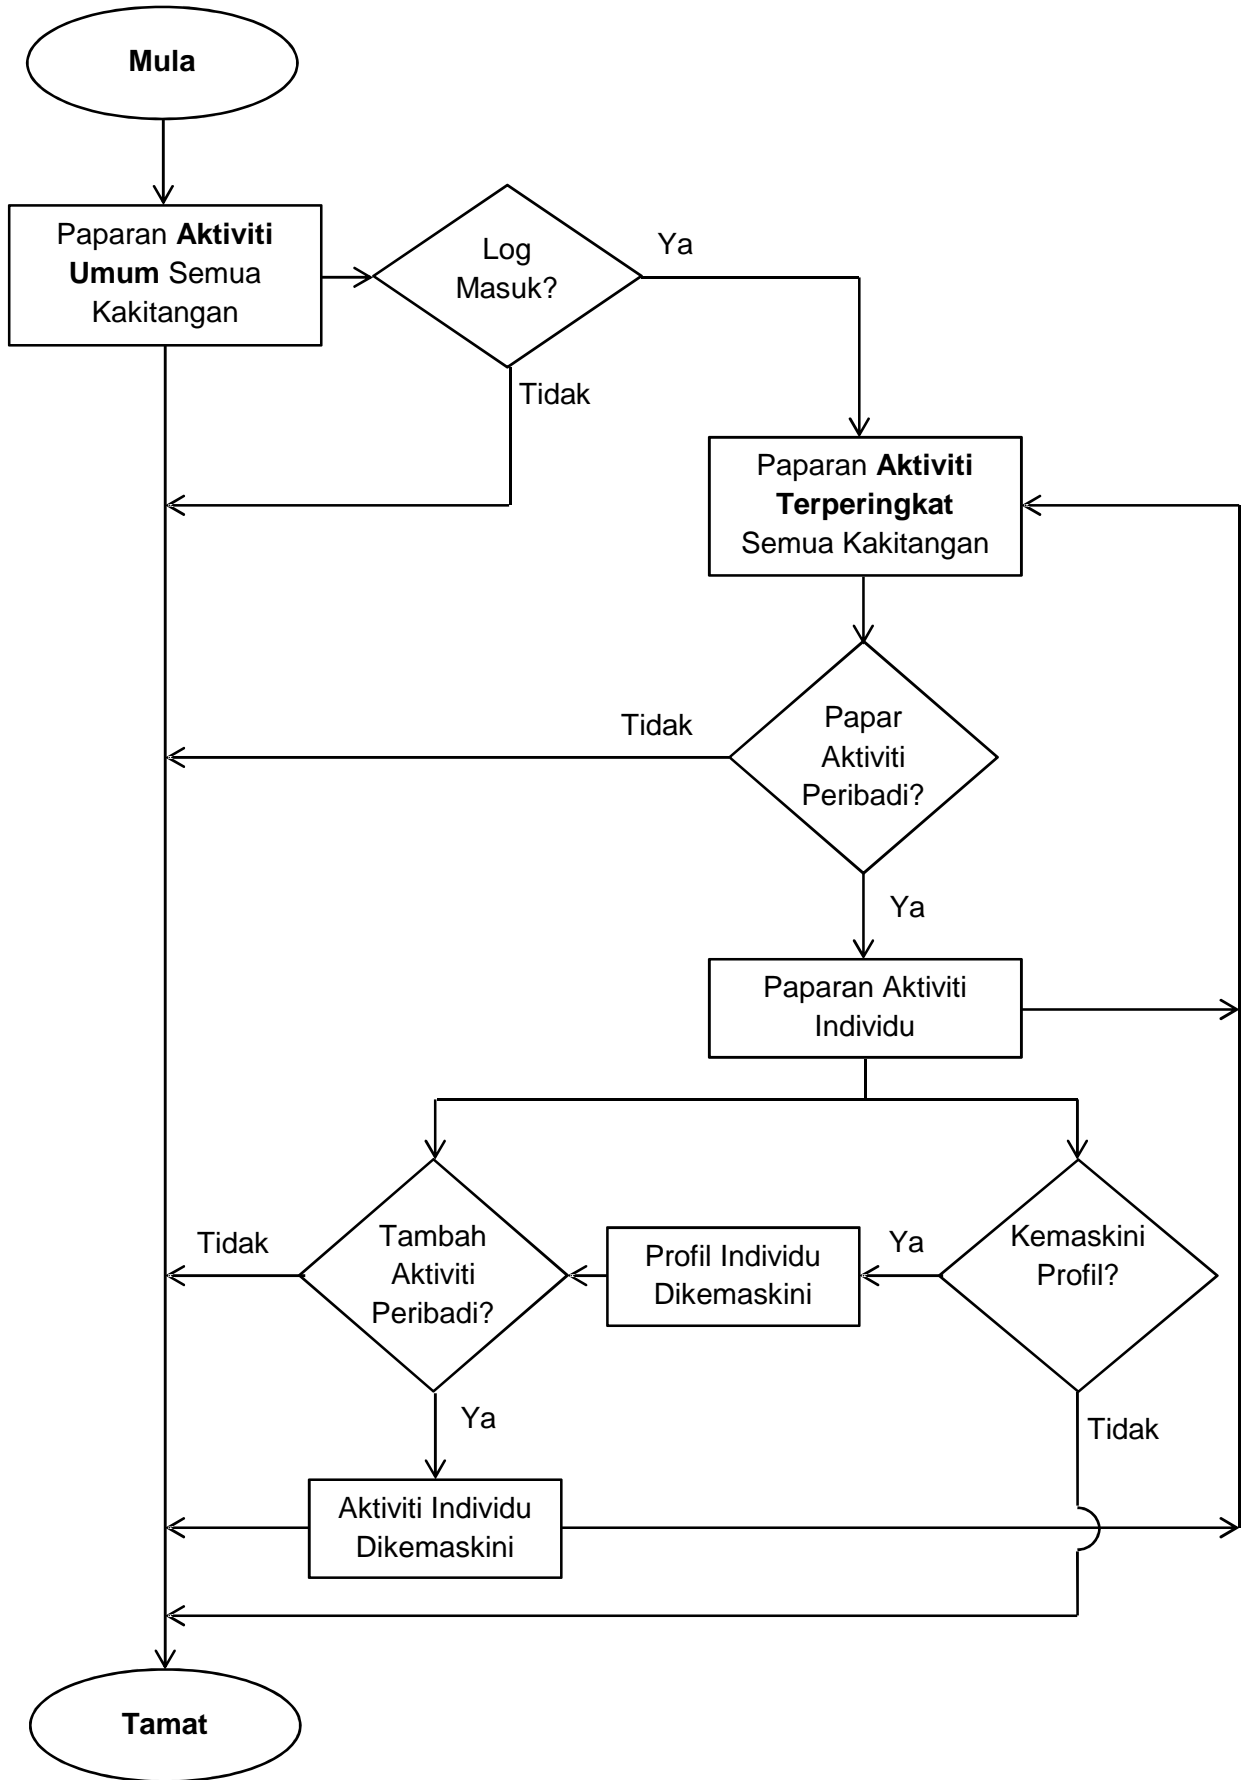 Mula
Paparan Aktiviti
Umum Semua
Kakitangan
Log
Masuk?
Ya
Tidak
Paparan Aktiviti
Terperingkat
Semua Kakitangan
Tidak
Papar
Aktiviti
Peribadi?
Ya
Paparan Aktiviti
Individu
Tidak
Tambah
Aktiviti
Peribadi?
Profil Individu
Dikemaskini
Ya
Kemaskini
Profil?
Ya
Tidak
Aktiviti Individu
Dikemaskini
Tamat